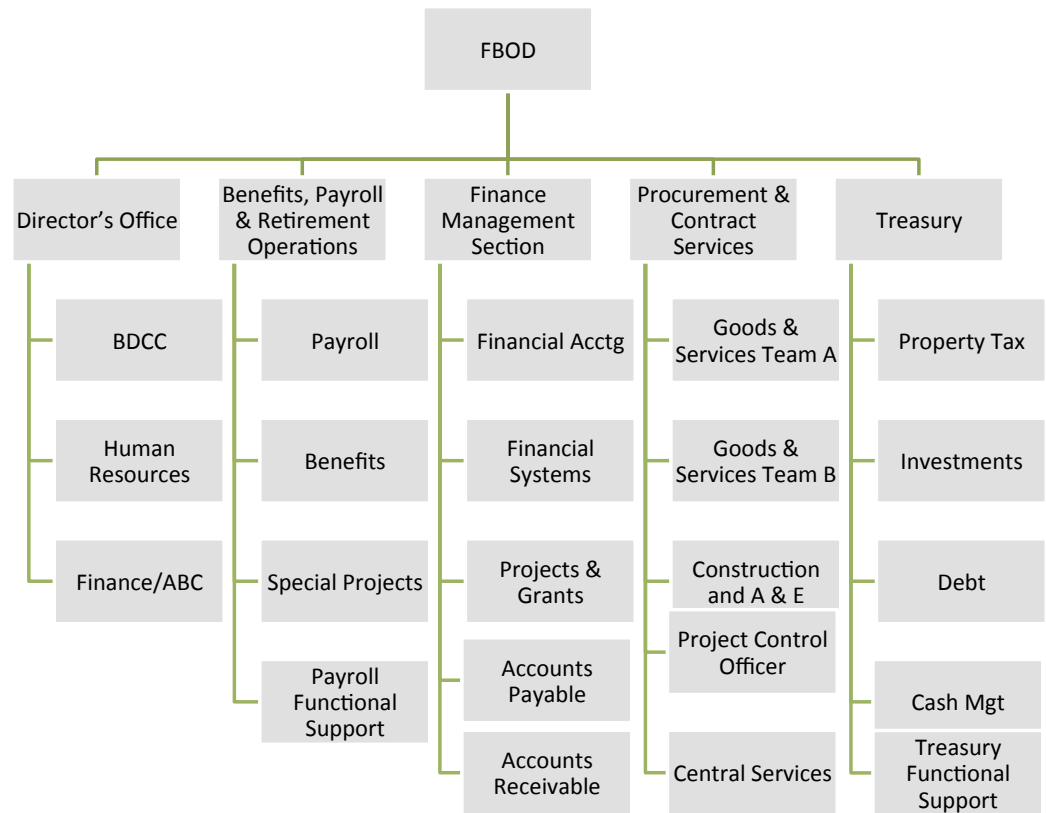 FBOD
Director’s Office
Benefits, Payroll
& Retirement
Operations
Finance
Management
Section
Procurement &
Contract
Services
Treasury
BDCC
Human
Resources
Finance/ABC
Payroll
Benefits
Special Projects
Payroll
Functional
Support
Financial Acctg
Financial
Systems
Projects &
Grants
Accounts
Payable
Accounts
Receivable
Goods &
Services Team A
Goods &
Services Team B
Construction
and A & E
Project Control
Officer
Central Services
Property Tax
Investments
Debt
Cash Mgt
Treasury
Functional
Support